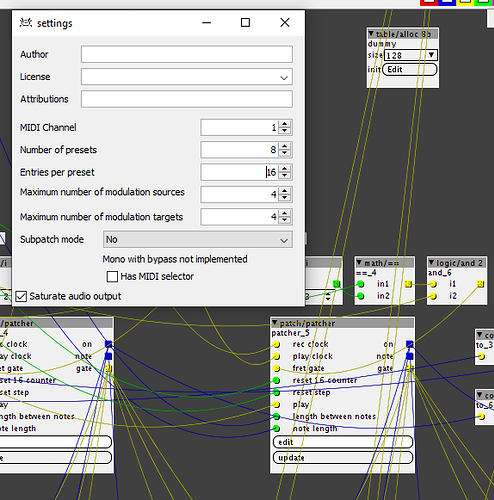 settings
Author
License
Attributions
MIDI Channel 1
Number of presets 8
Entries per preset 16
Maximum number of modulation sources 4
Maximum number of modulation targets 4
Subpatch mode No
Mono with bypass not implemented
Has MIDI selector
Saturate audio output
table/alloc 8b
dummy
size 128
init Edit
math/==
==_4
in1
in2
logic/and 2
and_6
i1
i2
/patcher
_4
rec clock on
play clock note
fret gate gate
reset 16 counter
reset step
play
length between notes
note length
patch/patcher
patcher_5
rec clock on
play clock note
fret gate gate
reset 16 counter
reset step
play
length between notes
note length
edit
update
co
to_3
co
to_6